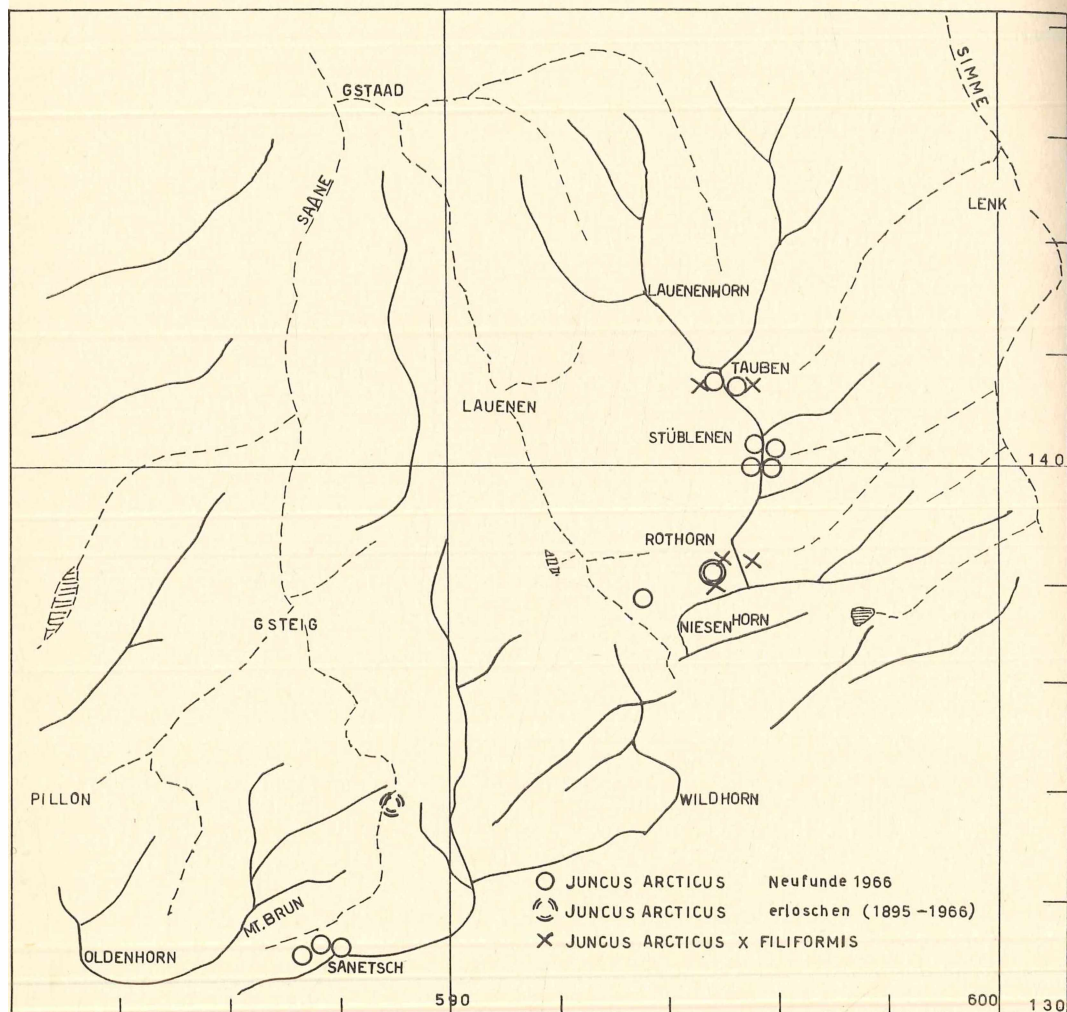 GSTAAD
SIMME
SAANE
LENK
LAUENENHORN
TAUBEN
LAUENEN
STÜBLENEN
140
ROTHORN
GSTEIG
NIESENHORN
PILLON
WILDHORN
JUNCUS ARCTICUS Neufunde 1966
JUNCUS ARCTICUS erloschen (1895-1966)
JUNCUS ARCTICUS X FILIFORMIS
MT. BRUN
OLDENHORN
SANETSCH
590
600
130